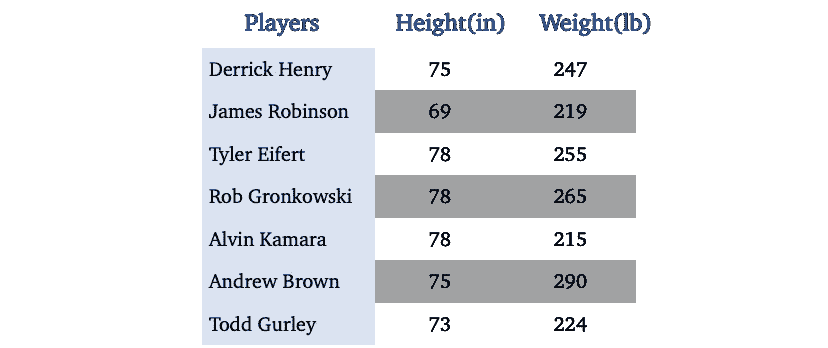 Players Height(in) Weight(lb)
Derrick Henry 75 247
James Robinson 69 219
Tyler Eifert 78 255
Rob Gronkowski 78 265
Alvin Kamara 78 215
Andrew Brown 75 290
Todd Gurley 73 224